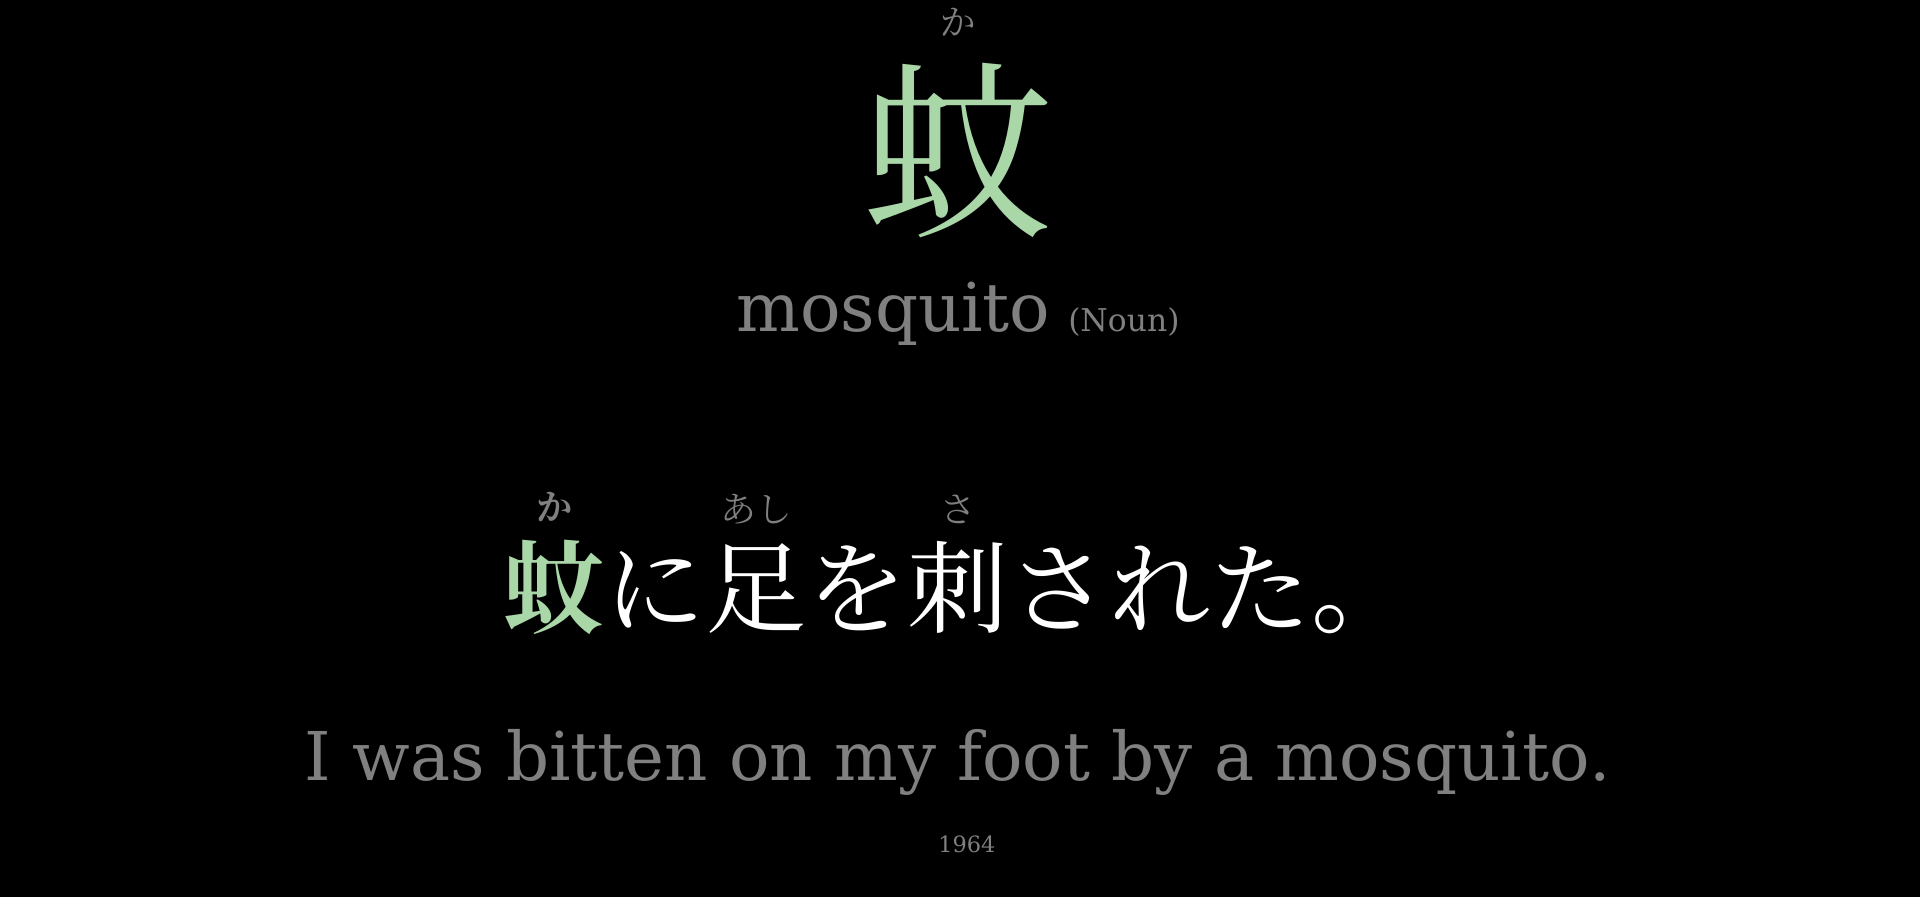 か
蚊
mosquito (Noun)
か あし さ
蚊に足を刺された。
I was bitten on my foot by a mosquito.
1964